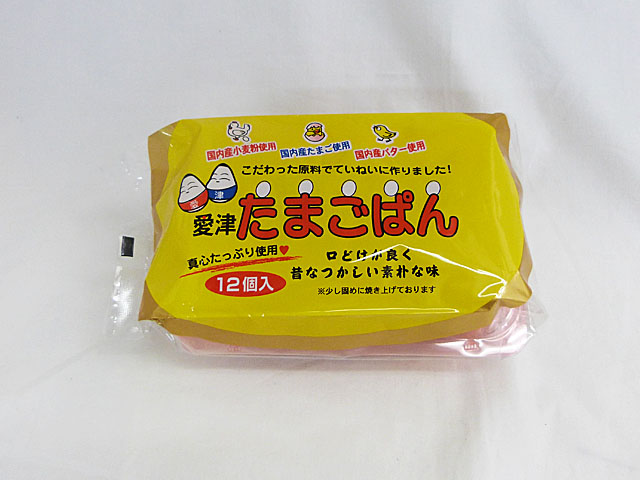 国内産小麦粉使用
国内産たまご使用
国内産バター使用
こだわった原料でていねいに作りました!
愛
津
愛津たまごぱん
真心たっぷり使用♥
12個入
口どけが良く
昔なつかしい素朴な味
※少し固めに焼き上げております